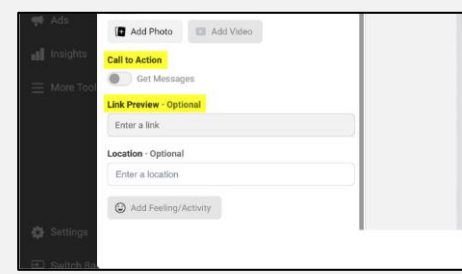 Ads
Add Photo
Add Video
Call to Action
Insights
Get Messages
More Tool
Link Preview - Optional
Enter a link
Location - Optional
Enter a location
Add Feeling/Activity
Settings
Switch Ba